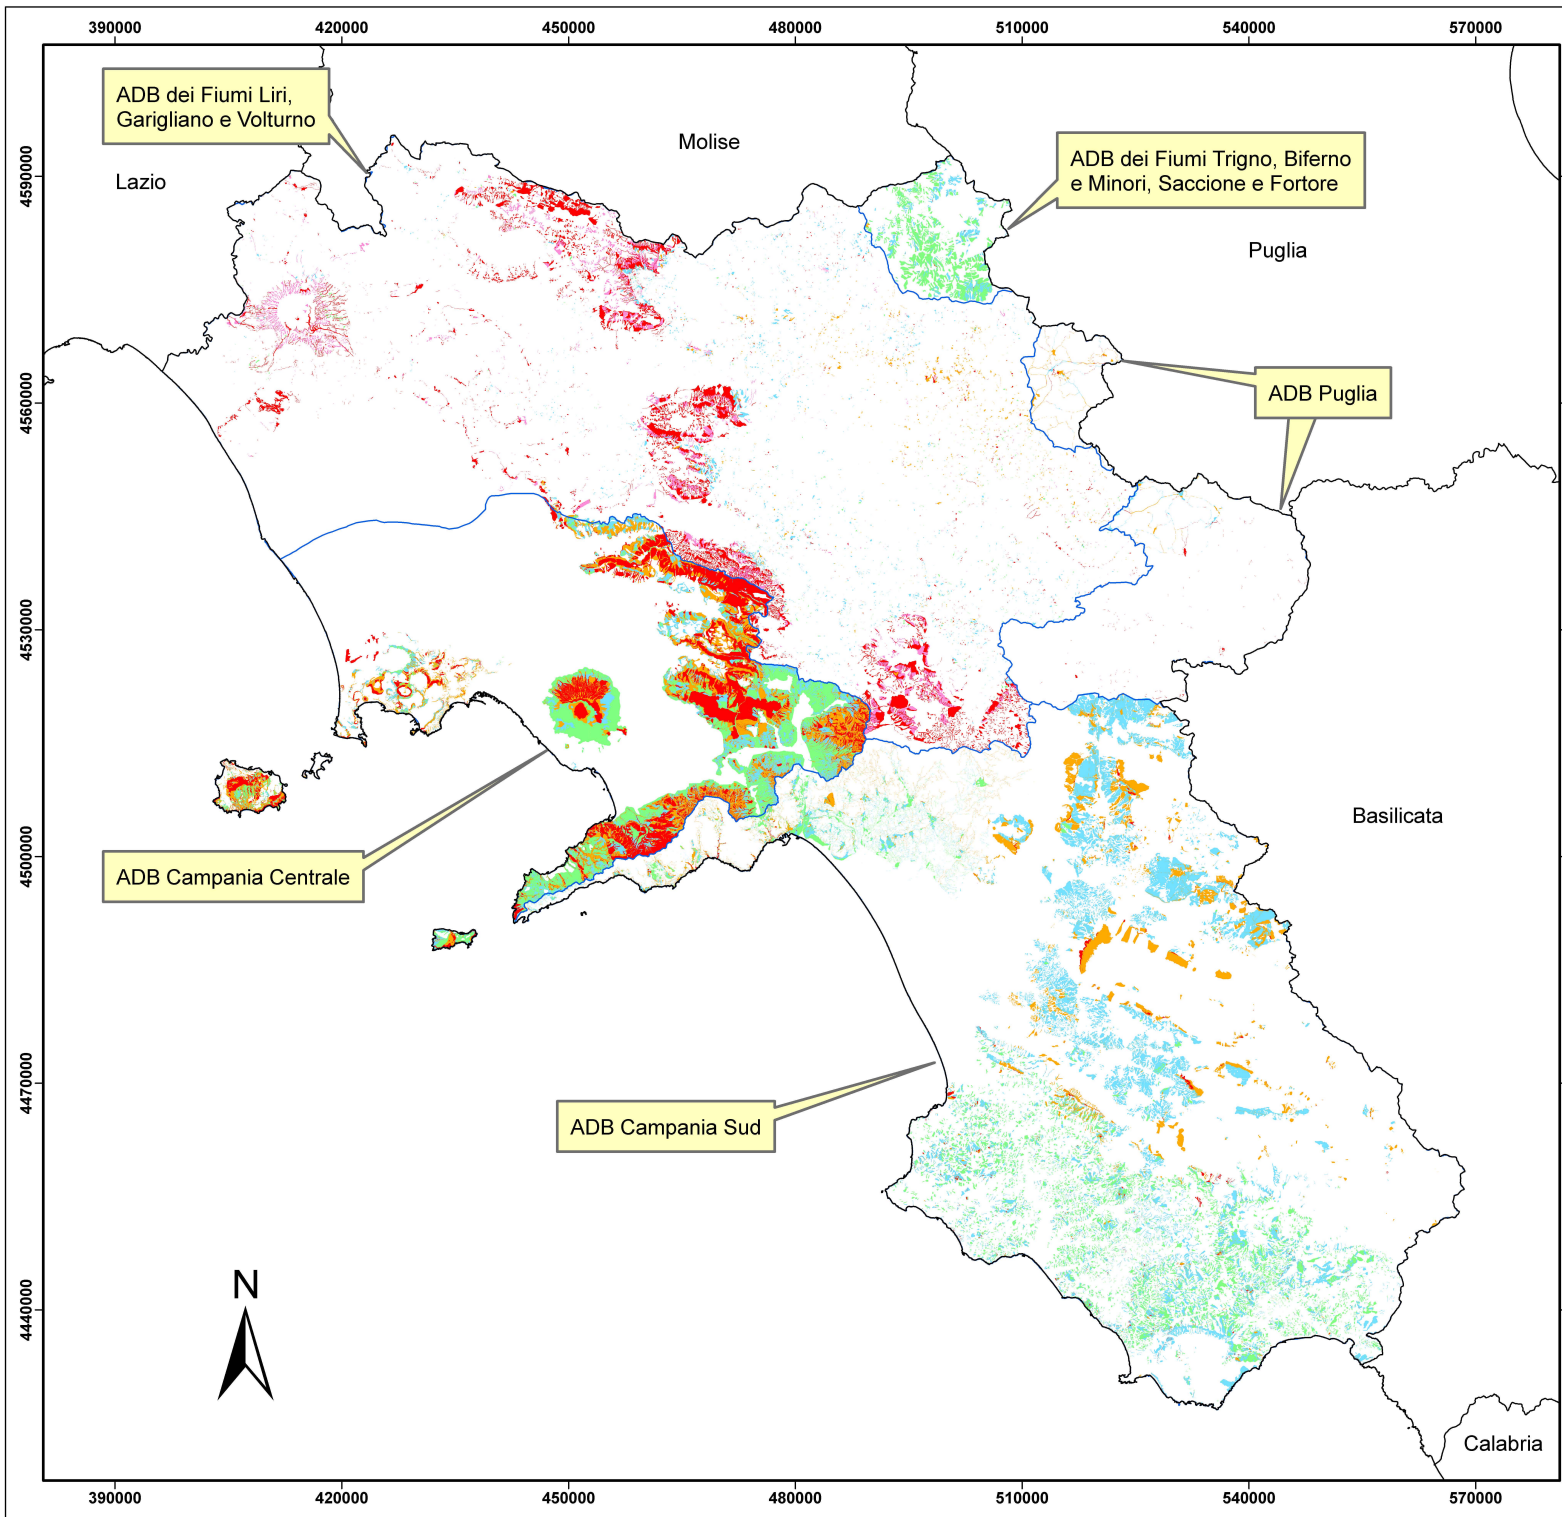 390000 420000 450000 480000 510000 540000 570000
ADB dei Fiumi Liri,
Garigliano e Volturno
Molise
ADB dei Fiumi Trigno, Biferno
e Minori, Saccione e Fortore
Lazio
Puglia
ADB Puglia
Basilicata
ADB Campania Centrale
ADB Campania Sud
N
Calabria
4590000
4560000
4530000
4500000
4470000
4440000
390000 420000 450000 480000 510000 540000 570000